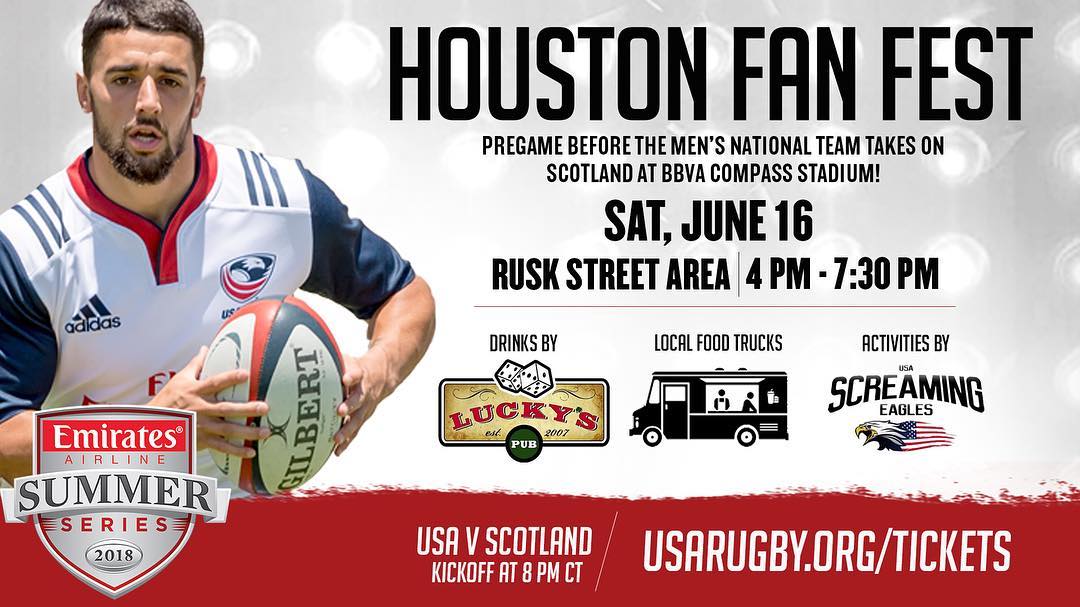 HOUSTON FAN FEST
PREGAME BEFORE THE MEN'S NATIONAL TEAM TAKES ON
SCOTLAND AT BBVA COMPASS STADIUM!
SAT, JUNE 16
RUSK STREET AREA | 4 PM - 7:30 PM
DRINKS BY
LUCKY'S
est. 2007
PUB
LOCAL FOOD TRUCKS
ACTIVITIES BY
USA
SCREAMING
EAGLES
adidas
US
GILBERT
Emirates®
AIRLINE
SUMMER
SERIES
2018
USA V SCOTLAND
KICKOFF AT 8 PM CT
USARUGBY.ORG/TICKETS